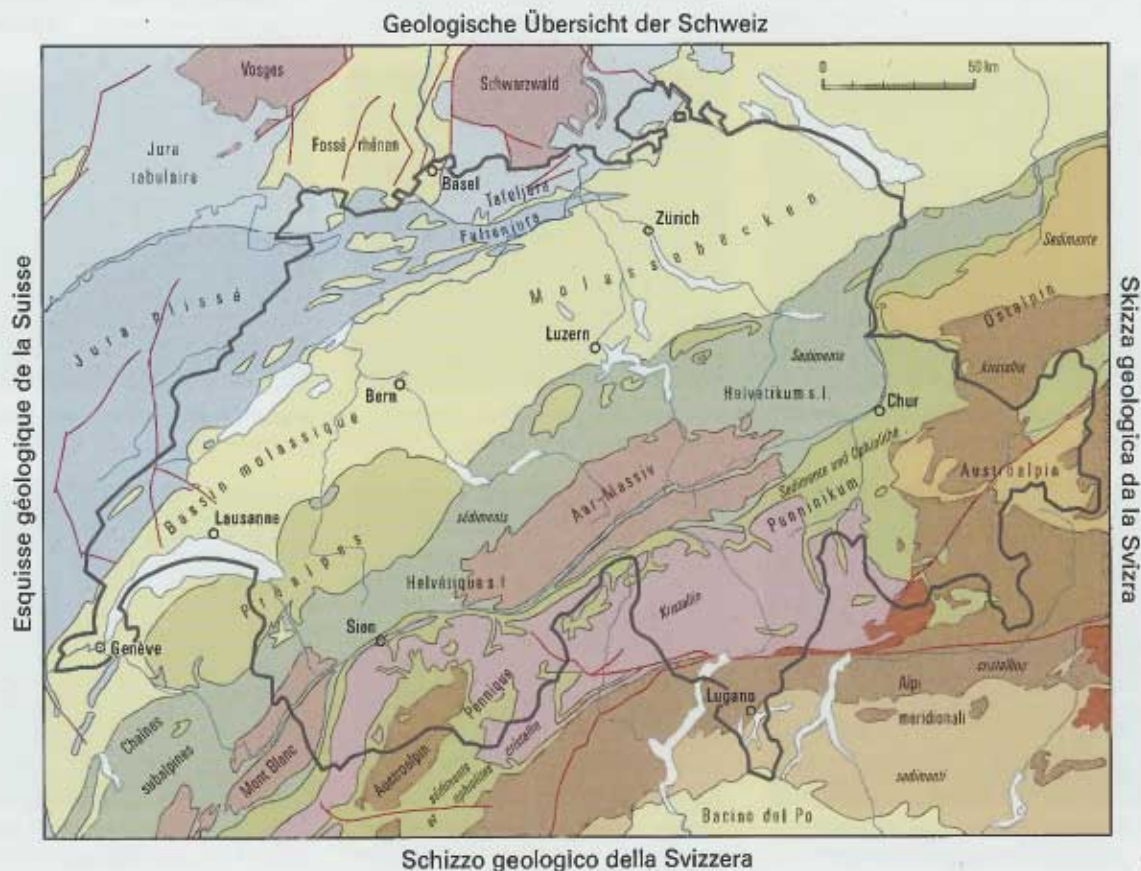 Geologische Übersicht der Schweiz
Esquisse géologique de la Suisse
Skizza geologica da la Svizra
Schizzo geologico della Svizzera
Vosges
Schwarzwald
0 50 km
Fossé rhénan
Jura
tabulaire
Basel
Tafeljura
Faltenjura
Zürich
Sedimente
Molassebecken
Jura plissé
Ostalpin
Luzern
Sedimente
kristallin
Bern
Helvetikum s.l.
Chur
Bassin molassique
Sedimente und Ophiolithe
Austroalpin
Aar-Massiv
Penninikum
Lausanne
sédiments
Préalpes
Helvétique s.l.
Kristallin
Sion
Genève
cristallino
Pennique
Lugano
Alpi
meridionali
Chaînes
subalpines
Mont Blanc
Austroalpin
cristallin
sédiments
et ophiolites
sedimenti
Bacino del Po